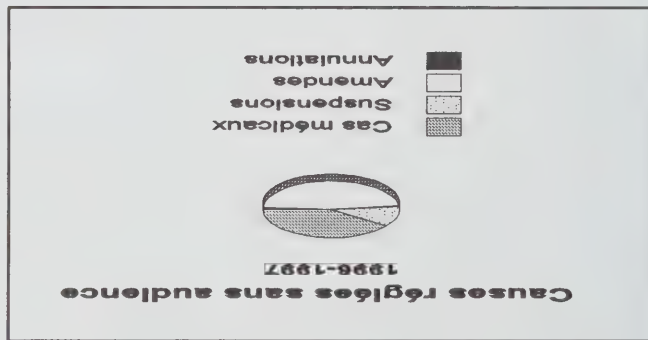 Causes réglées sans audience
1996-1997
Cas médicaux
Suspensions
Amendes
Annulations